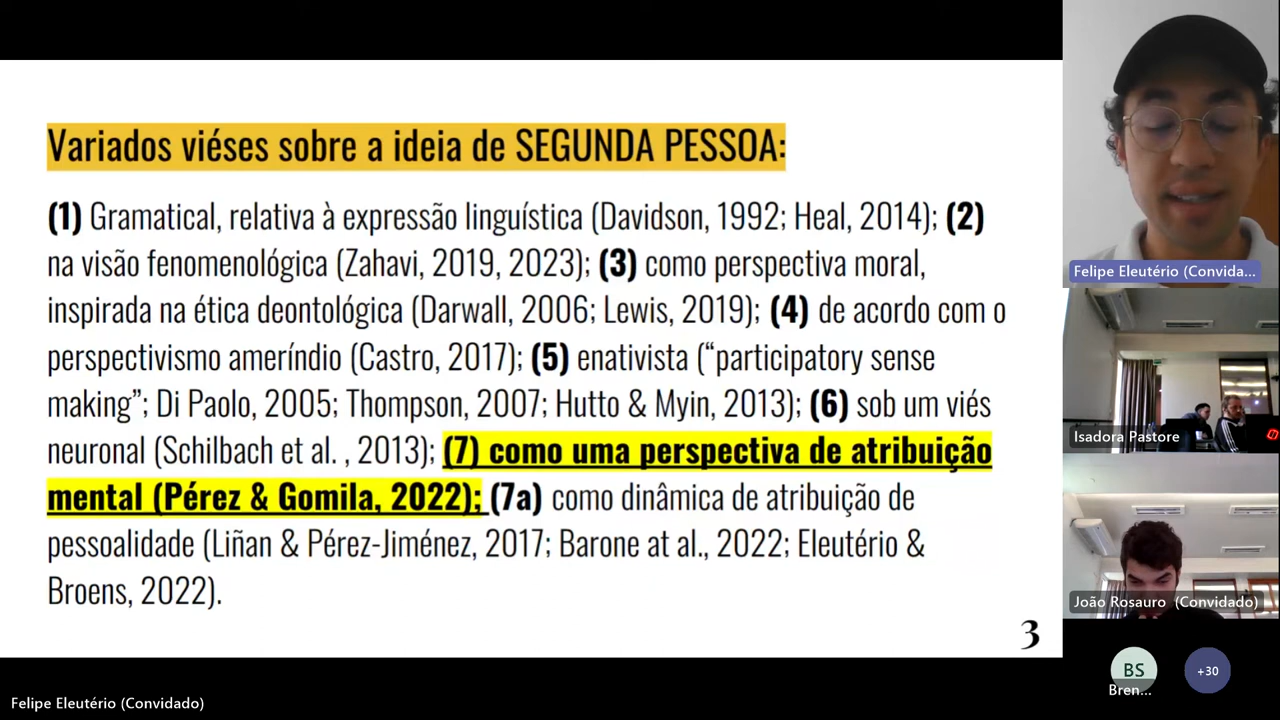 Variados viéses sobre a ideia de SEGUNDA PESSOA:
(1) Gramatical, relativa à expressão linguística (Davidson, 1992; Heal, 2014); (2)
na visão fenomenológica (Zahavi, 2019, 2023); (3) como perspectiva moral,
inspirada na ética deontológica (Darwall, 2006; Lewis, 2019); (4) de acordo com o
perspectivismo ameríndio (Castro, 2017); (5) enativista (“participatory sense
making”; Di Paolo, 2005; Thompson, 2007; Hutto & Myin, 2013); (6) sob um viés
neuronal (Schilbach et al. , 2013); (7) como uma perspectiva de atribuição
mental (Pérez & Gomila, 2022); (7a) como dinâmica de atribuição de
pessoalidade (Liñan & Pérez-Jiménez, 2017; Barone at al., 2022; Eleutério &
Broens, 2022).
3
Felipe Eleutério (Convida...
Isadora Pastore
João Rosauro (Convidado)
BS
+30
Bren...
Felipe Eleutério (Convidado)